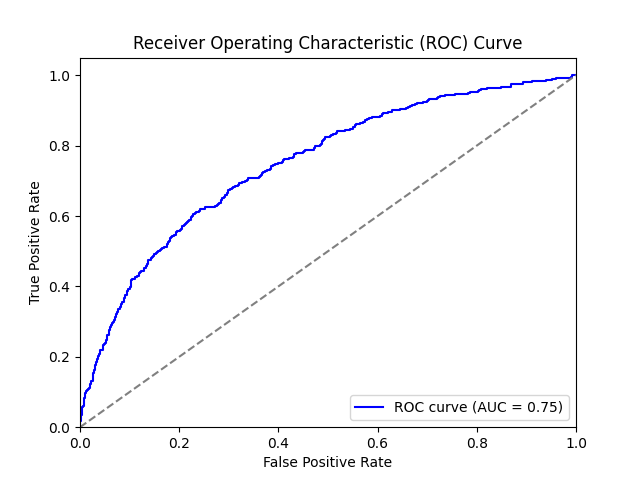 Receiver Operating Characteristic (ROC) Curve
1.0
0.8
0.6
0.4
0.2
0.0
True Positive Rate
ROC curve (AUC = 0.75)
0.0 0.2 0.4 0.6 0.8 1.0
False Positive Rate